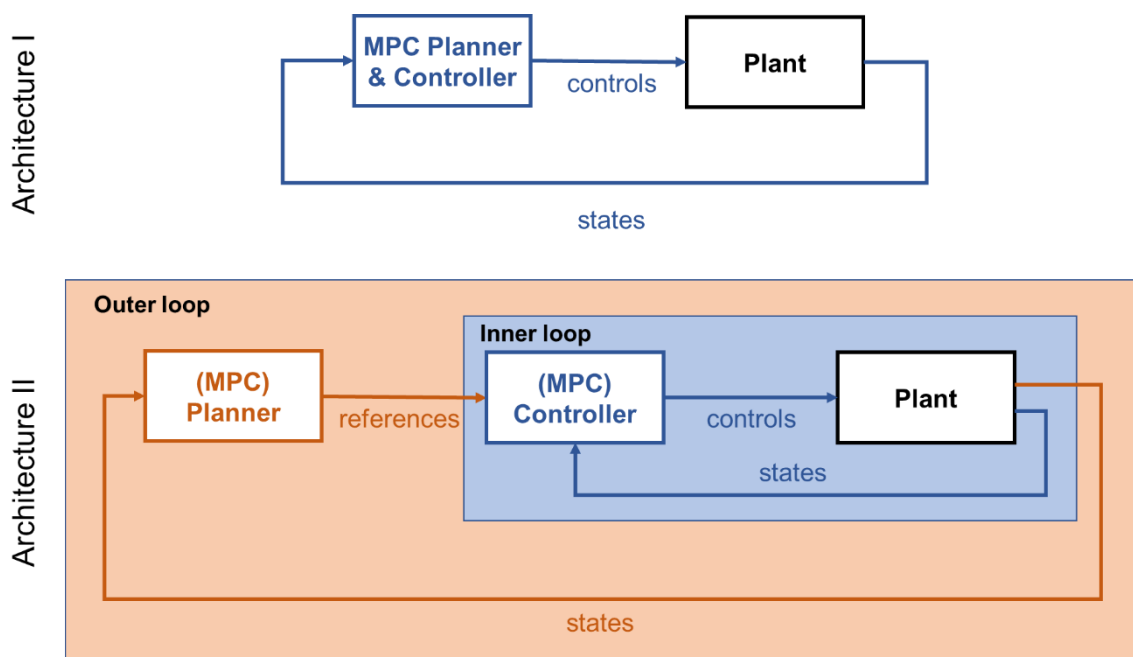 Architecture I
MPC Planner
& Controller
controls
Plant
states
Architecture II
Outer loop
Inner loop
(MPC)
Planner
references
(MPC)
Controller
controls
Plant
states
states